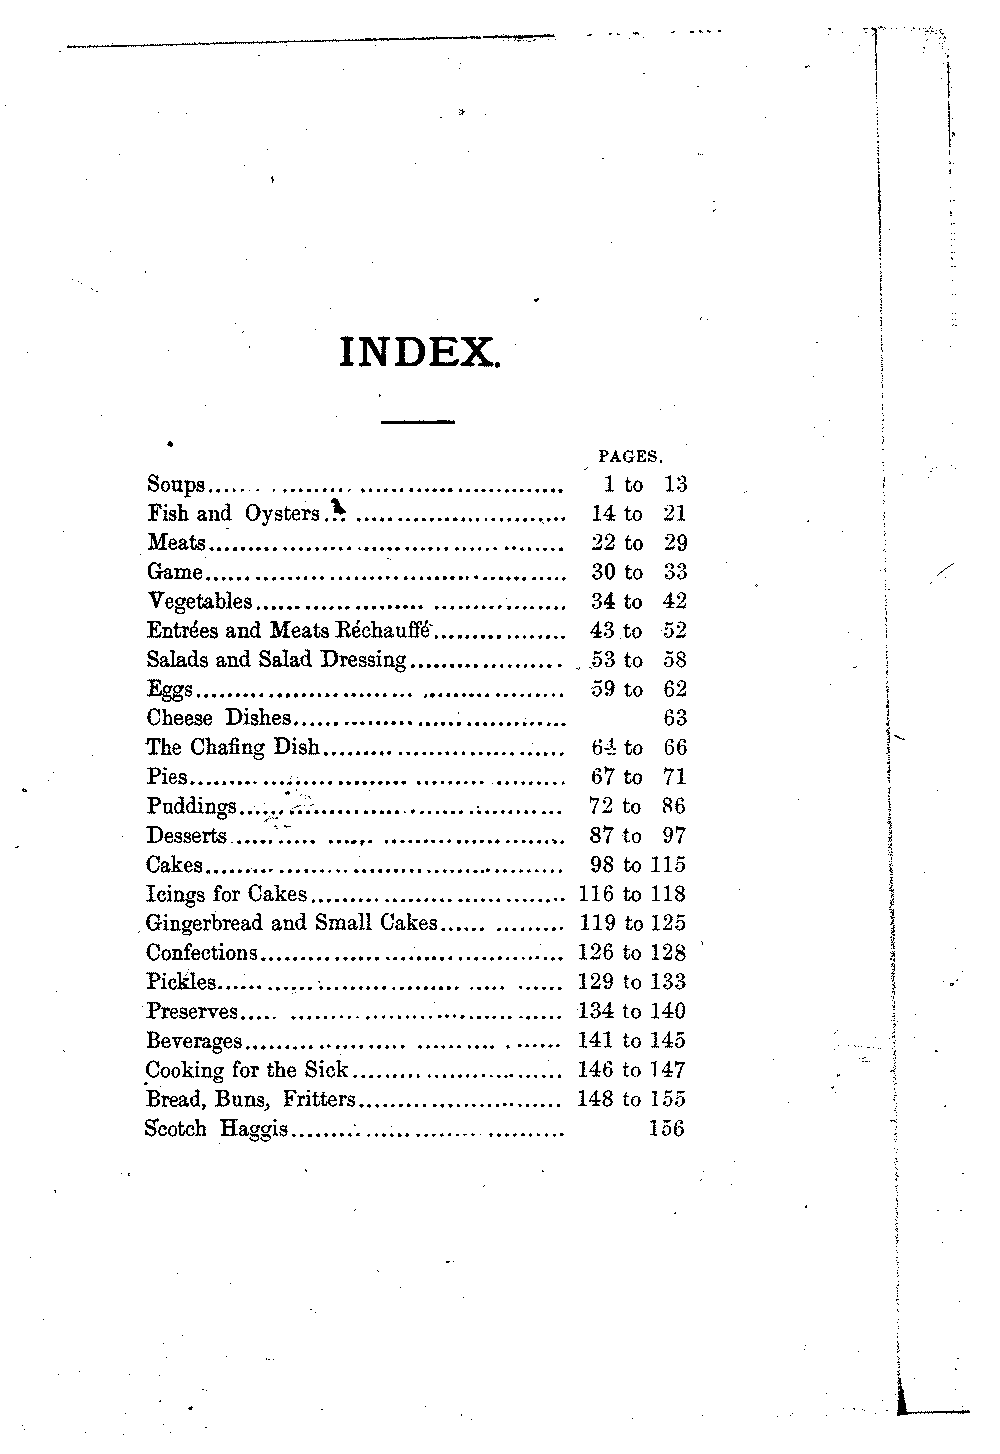 INDEX.
PAGES.
Soups........................................ 1 to 13
Fish and Oysters............................. 14 to 21
Meats........................................ 22 to 29
Game......................................... 30 to 33
Vegetables................................... 34 to 42
Entrées and Meats Réchauffé................. 43 to 52
Salads and Salad Dressing................... 53 to 58
Eggs......................................... 59 to 62
Cheese Dishes................................ 63
The Chafing Dish............................. 64 to 66
Pies......................................... 67 to 71
Puddings..................................... 72 to 86
Desserts..................................... 87 to 97
Cakes........................................ 98 to 115
Icings for Cakes............................. 116 to 118
Gingerbread and Small Cakes............... 119 to 125
Confections.................................. 126 to 128
Pickles...................................... 129 to 133
Preserves.................................... 134 to 140
Beverages.................................... 141 to 145
Cooking for the Sick......................... 146 to 147
Bread, Buns, Fritters........................ 148 to 155
Scotch Haggis................................ 156